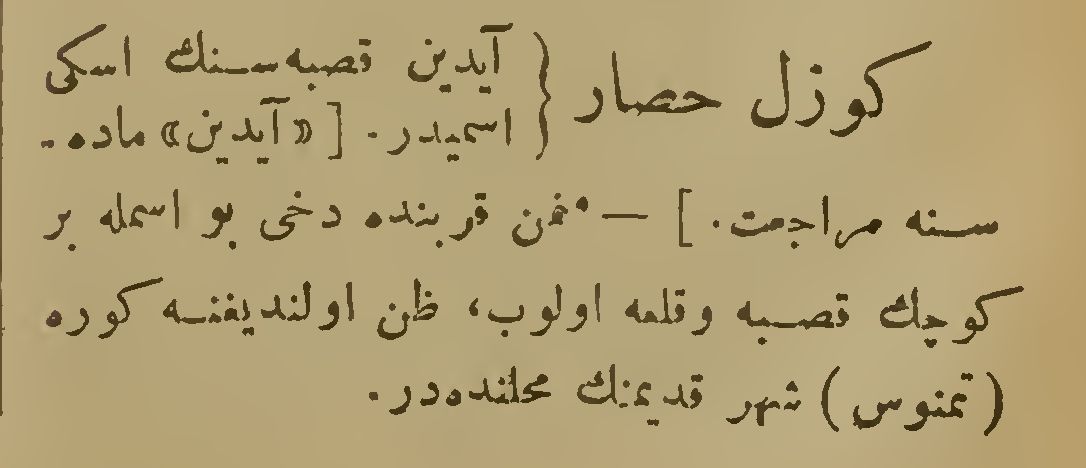 كوزل حصار { آيدين قصبه‌سنك اسكى
اسميدر. [«آيدين» ماده‌-
سنه مراجعت.] — منمن قربنده دخى بو اسمله بر
كوچك قصبه وقلعه اولوب، ظن اولنديغنه كوره
(تمنوس) شهر قديمنك محلنده‌در.